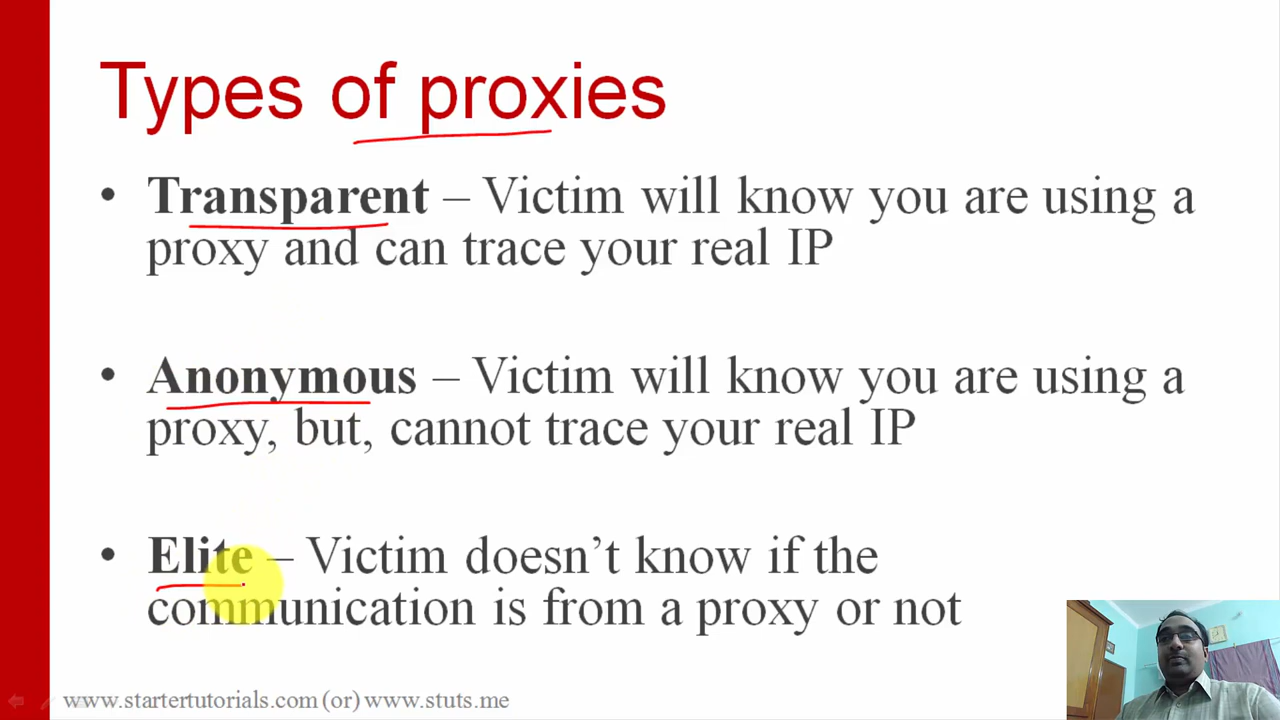 Types of proxies
• Transparent – Victim will know you are using a
proxy and can trace your real IP
• Anonymous – Victim will know you are using a
proxy, but, cannot trace your real IP
• Elite – Victim doesn’t know if the
communication is from a proxy or not
www.startertutorials.com (or) www.stuts.me